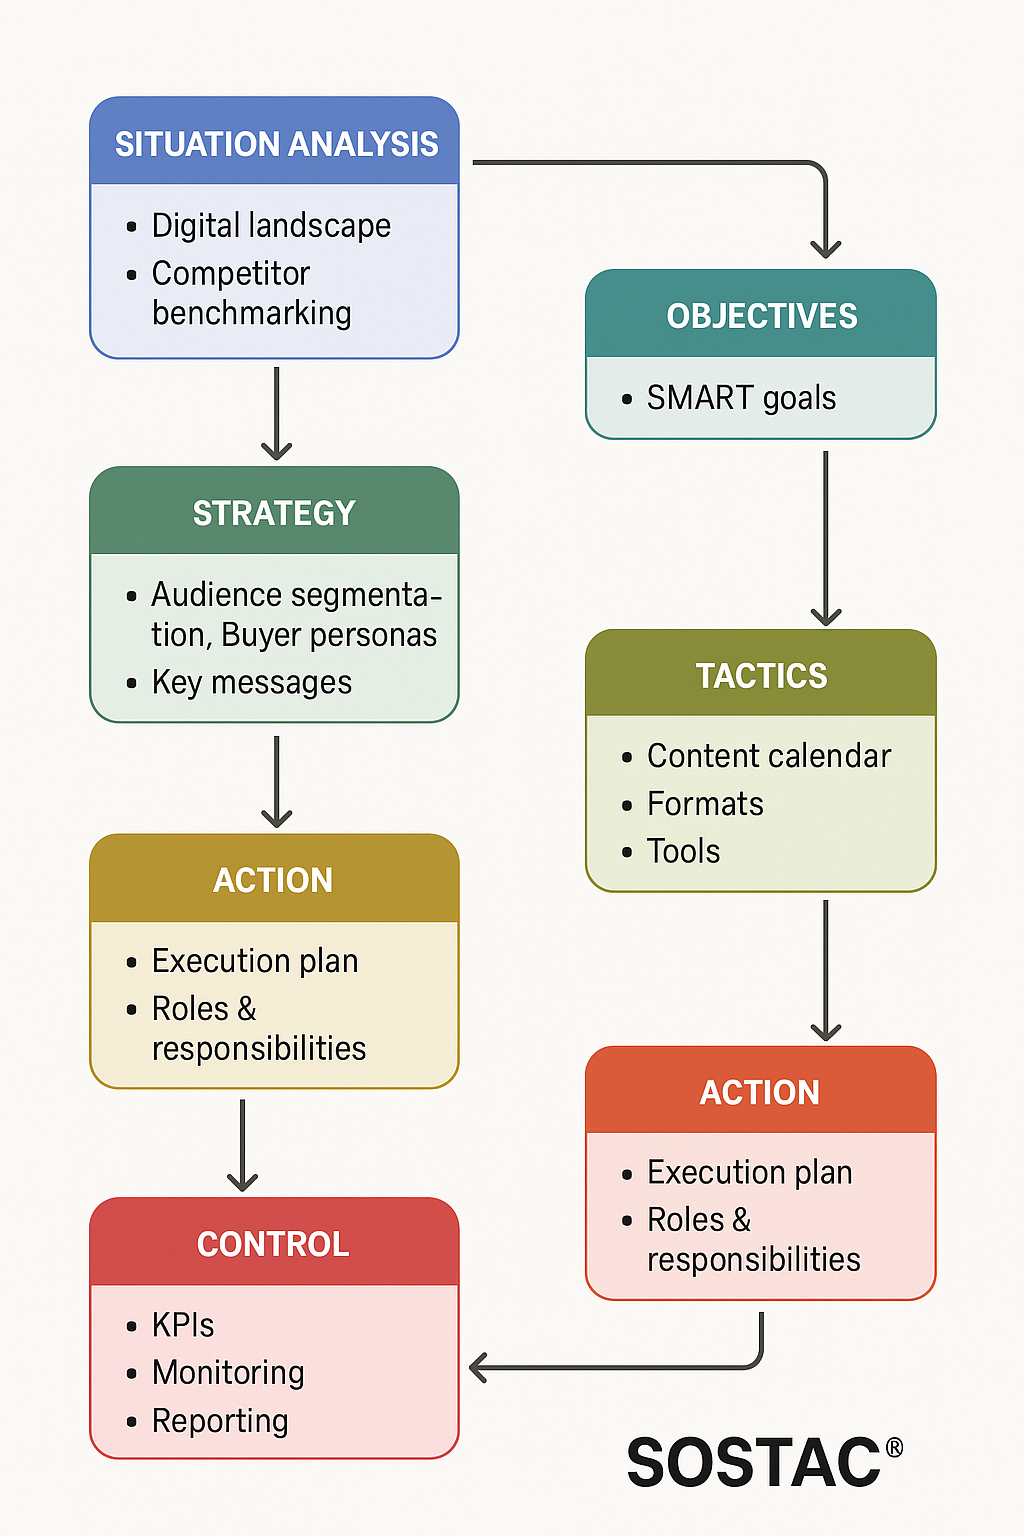 SITUATION ANALYSIS
• Digital landscape
• Competitor
benchmarking
OBJECTIVES
• SMART goals
STRATEGY
• Audience segmenta-
tion, Buyer personas
• Key messages
TACTICS
• Content calendar
• Formats
• Tools
ACTION
• Execution plan
• Roles &
responsibilities
ACTION
• Execution plan
• Roles &
responsibilities
CONTROL
• KPIs
• Monitoring
• Reporting
SOSTAC®